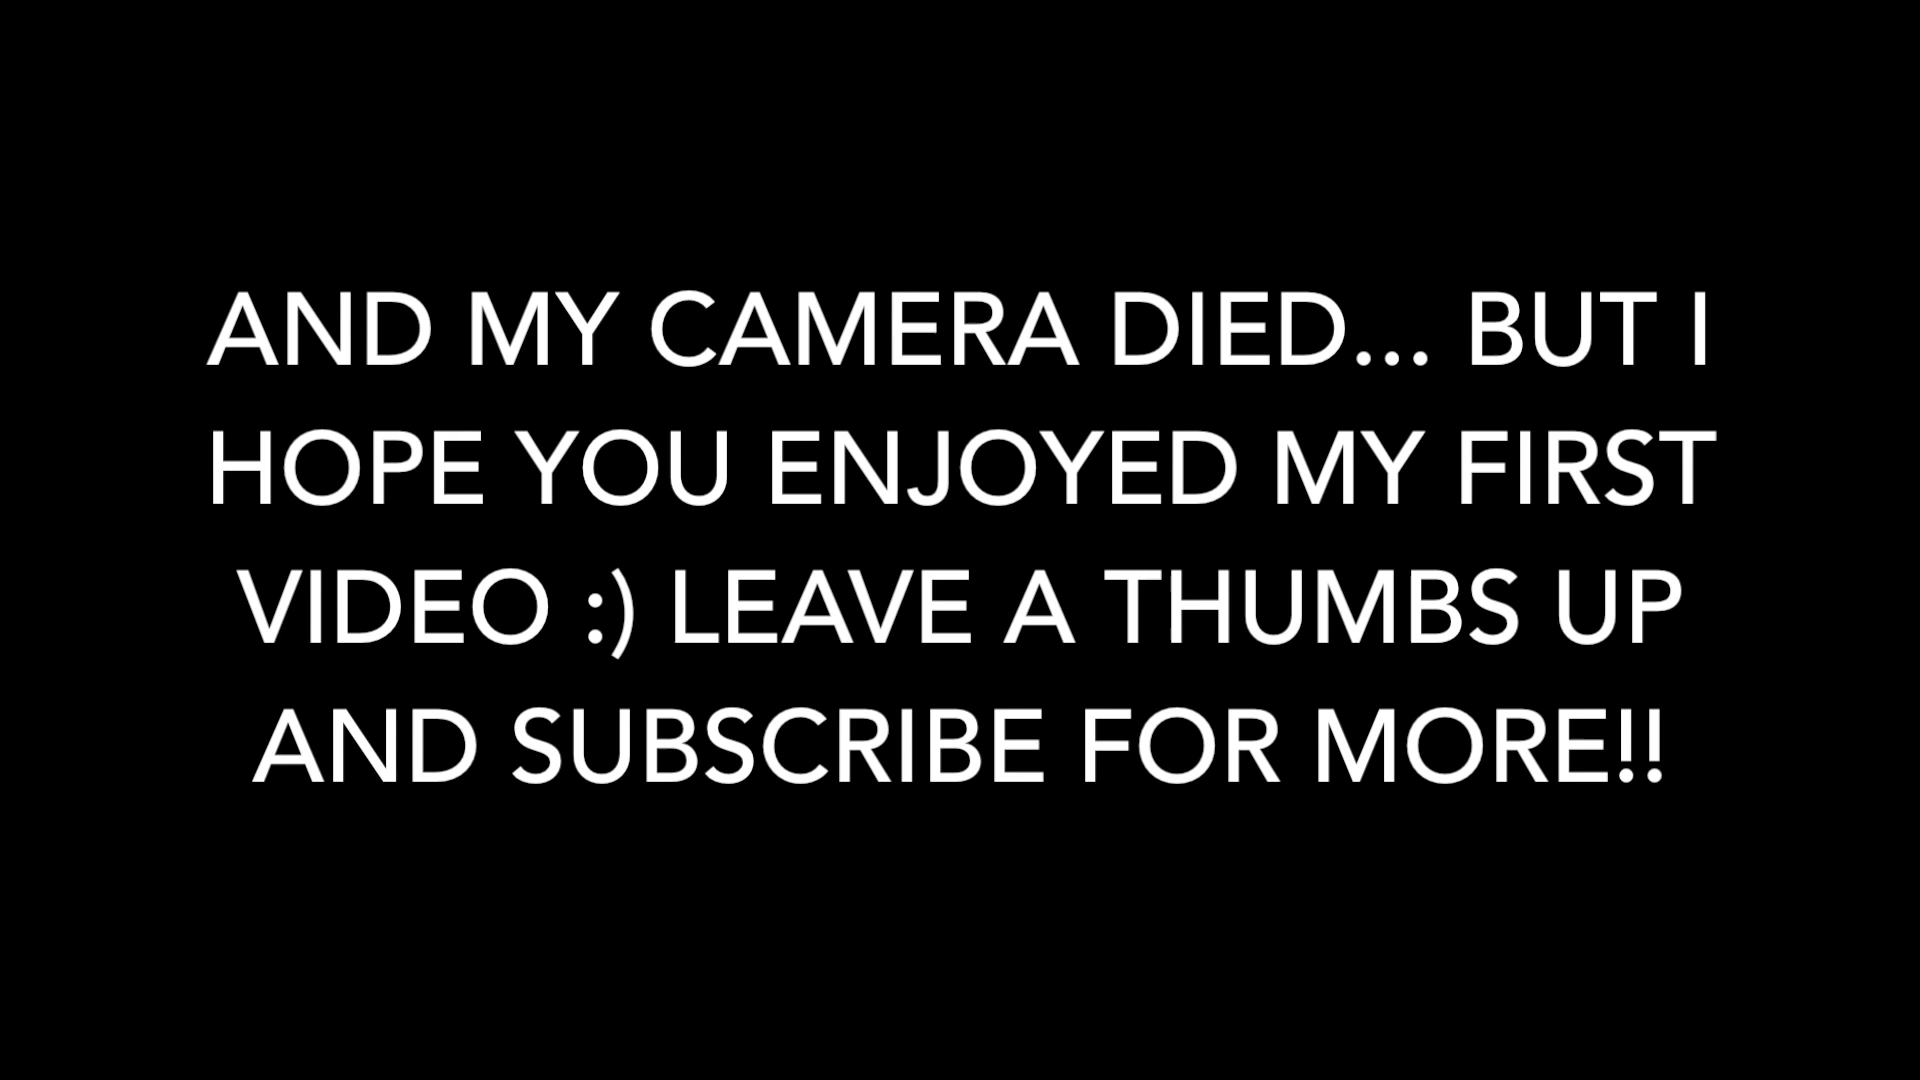 AND MY CAMERA DIED... BUT I
HOPE YOU ENJOYED MY FIRST
VIDEO :) LEAVE A THUMBS UP
AND SUBSCRIBE FOR MORE!!